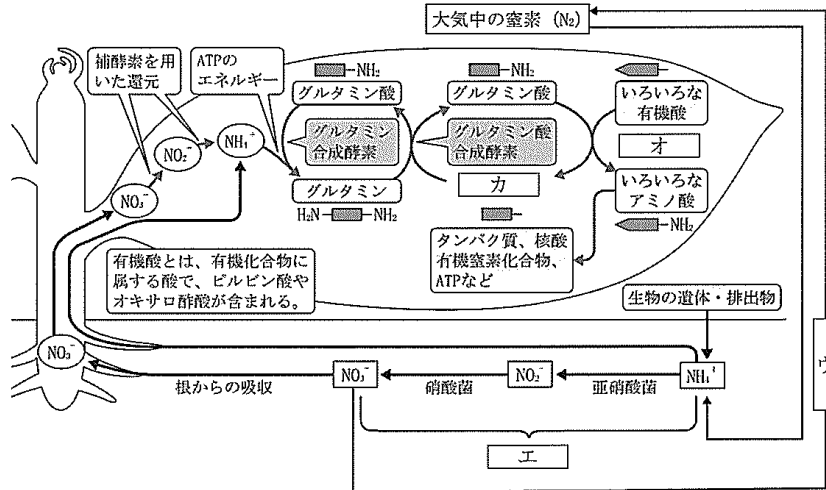 大気中の窒素 (N₂)
補酵素を用
いた還元
ATPの
エネルギー
NO₃⁻
NO₂⁻
NH₄⁺
-NH₂
グルタミン酸
グルタミン
合成酵素
グルタミン
H₂N- -NH₂
-NH₂
グルタミン酸
グルタミン酸
合成酵素
カ
いろいろな
有機酸
オ
いろいろな
アミノ酸
-NH₂
タンパク質、核酸
有機窒素化合物、
ATPなど
有機酸とは、有機化合物に
属する酸で、ピルビン酸や
オキサロ酢酸が含まれる。
生物の遺体・排出物
NO₃⁻
根からの吸収
NO₃⁻
硝酸菌
NO₂⁻
亜硝酸菌
NH₄⁺
エ
ウ